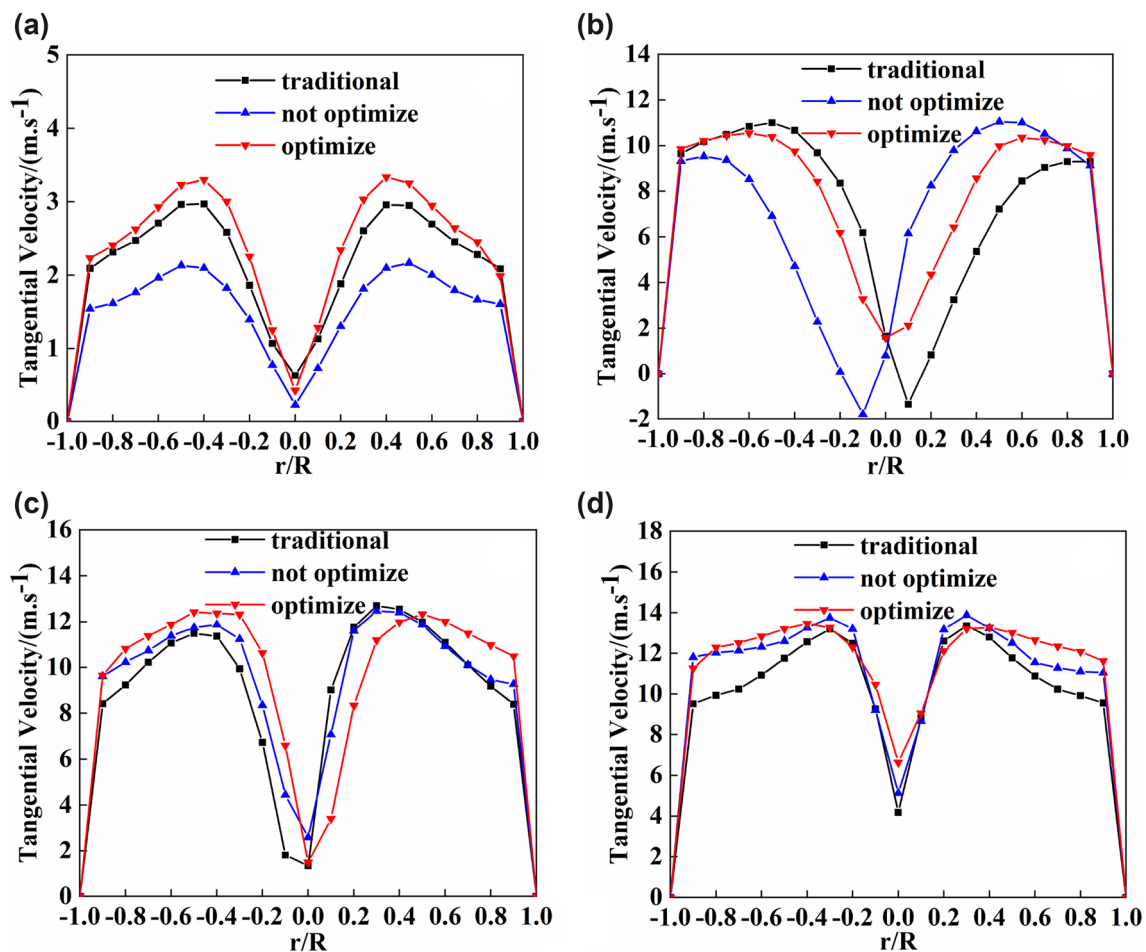 (a)
5
4
3
2
1
0
Tangential Velocity/(m.s⁻¹)
traditional
not optimize
optimize
-1.0 -0.8 -0.6 -0.4 -0.2 0.0 0.2 0.4 0.6 0.8 1.0
r/R
(b)
14
12
10
8
6
4
2
0
-2
Tangential Velocity/(m.s⁻¹)
traditional
not optimize
optimize
-1.0 -0.8 -0.6 -0.4 -0.2 0.0 0.2 0.4 0.6 0.8 1.0
r/R
(c)
16
14
12
10
8
6
4
2
0
Tangential Velocity/(m.s⁻¹)
traditional
not optimize
optimize
-1.0 -0.8 -0.6 -0.4 -0.2 0.0 0.2 0.4 0.6 0.8 1.0
r/R
(d)
18
16
14
12
10
8
6
4
2
0
Tangential Velocity/(m.s⁻¹)
traditional
not optimize
optimize
-1.0 -0.8 -0.6 -0.4 -0.2 0.0 0.2 0.4 0.6 0.8 1.0
r/R